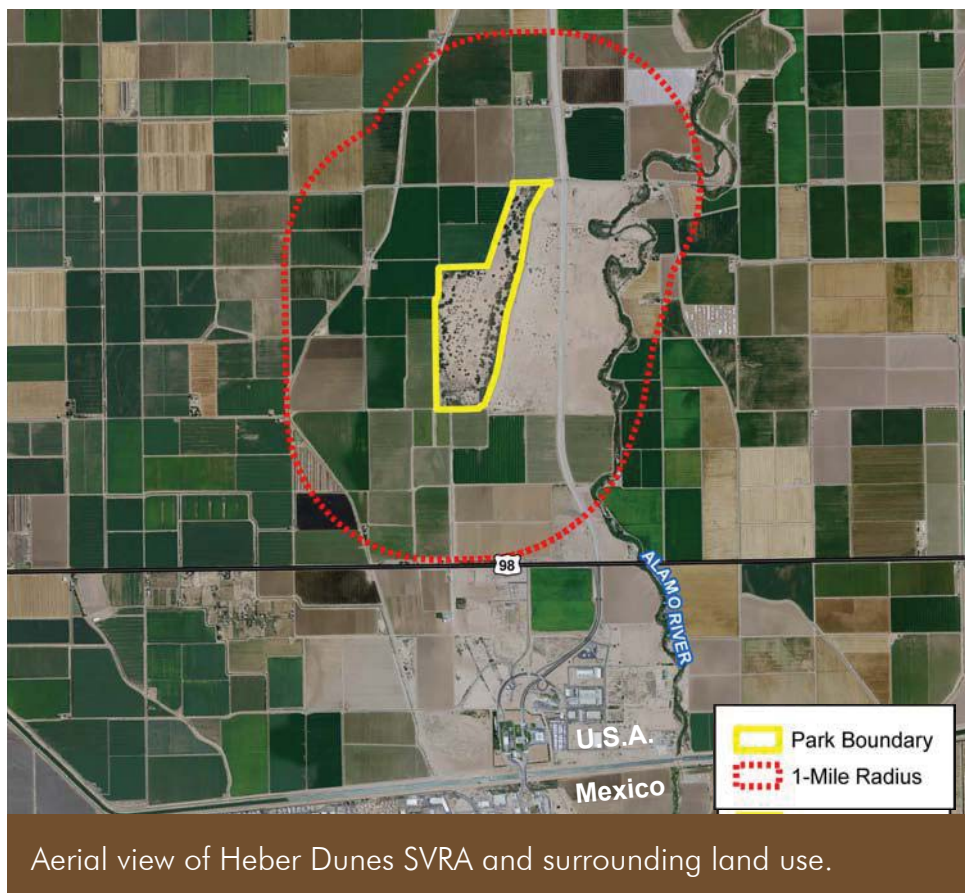 98
ALAMO RIVER
U.S.A.
Mexico
Park Boundary
1-Mile Radius
Aerial view of Heber Dunes SVRA and surrounding land use.